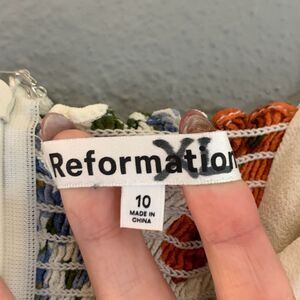 Reformation
XL
10
MADE IN
CHINA